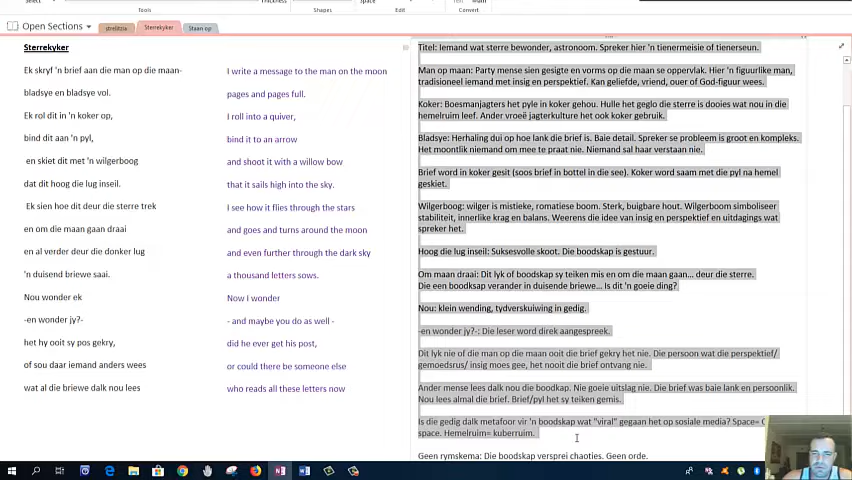 Tools
Thickness
Shapes
Space
Edit
Math
Convert
Open Sections
strelitzia
Sterrekyker
Staan op
Sterrekyker
Ek skryf 'n brief aan die man op die maan-
bladsye en bladsye vol.
Ek rol dit in 'n koker op,
bind dit aan 'n pyl,
en skiet dit met 'n wilgerboog
dat dit hoog die lug inseil.
Ek sien hoe dit deur die sterre trek
en om die maan gaan draai
en al verder deur die donker lug
'n duisend briewe saai.
Nou wonder ek
-en wonder jy?-
het hy ooit sy pos gekry,
of sou daar iemand anders wees
wat al die briewe dalk nou lees
I write a message to the man on the moon
pages and pages full.
I roll into a quiver,
bind it to an arrow
and shoot it with a willow bow
that it sails high into the sky.
I see how it flies through the stars
and goes and turns around the moon
and even further through the dark sky
a thousand letters sows.
Now I wonder
- and maybe you do as well -
did he ever get his post,
or could there be someone else
who reads all these letters now
Titel: Iemand wat sterre bewonder, astronoom. Spreker hier 'n tienermeisie of tienerseun.
Man op maan: Party mense sien gesigte en vorms op die maan se oppervlak. Hier 'n figuurlike man,
tradisioneel iemand met insig en perspektief. Kan geliefde, vriend, ouer of God-figuur wees.
Koker: Boesmanjagters het pyle in koker gehou. Hulle het geglo die sterre is dooies wat nou in die
hemelruim leef. Ander vroeë jagterkulture het ook koker gebruik.
Bladsye: Herhaling dui op hoe lank die brief is. Baie detail. Spreker se probleem is groot en kompleks.
Het moontlik niemand om mee te praat nie. Niemand sal haar verstaan nie.
Brief word in koker gesit (soos brief in bottel in die see). Koker word saam met die pyl na hemel
geskiet.
Wilgerboog: wilger is mistieke, romatiese boom. Sterk, buigbare hout. Wilgerboom simboliseer
stabiliteit, innerlike krag en balans. Weerens die idee van insig en perspektief en uitdagings wat
spreker het.
Hoog die lug inseil: Suksesvolle skoot. Die boodskap is gestuur.
Om maan draai: Dit lyk of boodskap sy teiken mis en om die maan gaan... deur die sterre.
Die een boodksap verander in duisende briewe... Is dit 'n goeie ding?
Nou: klein wending, tydverskuiwing in gedig.
-en wonder jy?-: Die leser word direk aangespreek.
Dit lyk nie of die man op die maan ooit die brief gekry het nie. Die persoon wat die perspektief/
gemoedsrus/ insig moes gee, het nooit die brief ontvang nie.
Ander mense lees dalk nou die boodkap. Nie goeie uitslag nie. Die brief was baie lank en persoonlik.
Nou lees almal die brief. Brief/pyl het sy teiken gemis.
Is die gedig dalk metafoor vir 'n boodskap wat "viral" gegaan het op sosiale media? Space=
space. Hemelruim= kuberruim.
Geen rymskema: Die boodskap versprei chaoties. Geen orde.